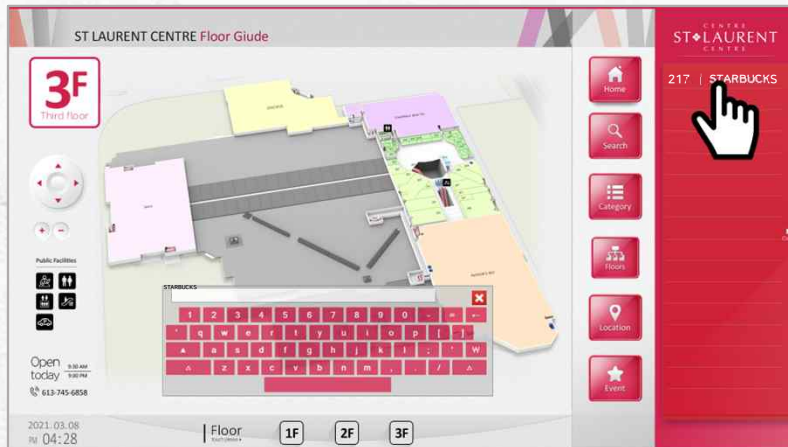 ST LAURENT CENTRE Floor Giude
CENTRE
ST LAURENT
CENTRE
3F
Third floor
217 | STARBUCKS
Home
Search
Category
Floors
Location
Event
Public Facilities
STARBUCKS
1 2 3 4 5 6 7 8 9 0 - =
q w e r t y u i o p [ ]
a s d f g h j k l ; ' W
z x c v b n m , . /
Open 9:30 AM
today 9:00 PM
613-745-6858
2021. 03. 08
PM 04:28
Floor
1F
2F
3F